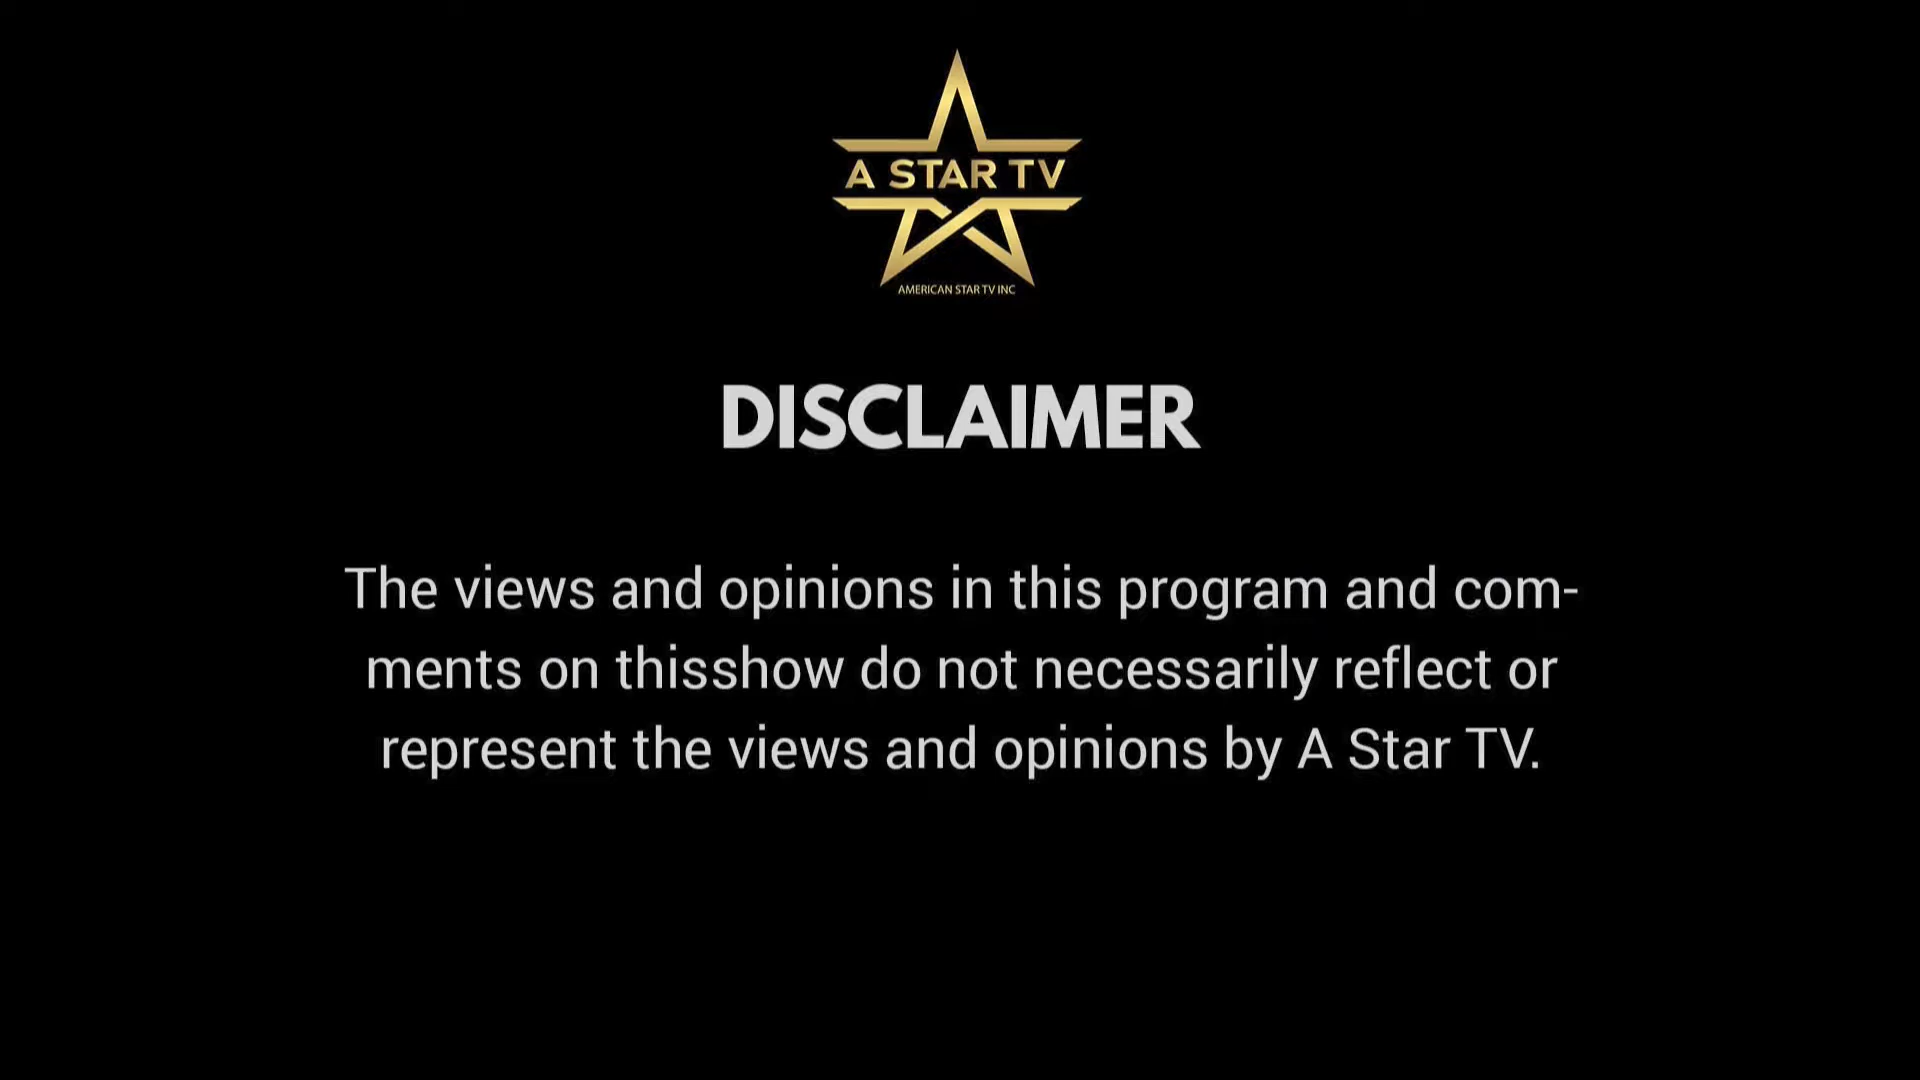 A STAR TV
AMERICAN STAR TV INC
DISCLAIMER
The views and opinions in this program and com-
ments on thisshow do not necessarily reflect or
represent the views and opinions by A Star TV.